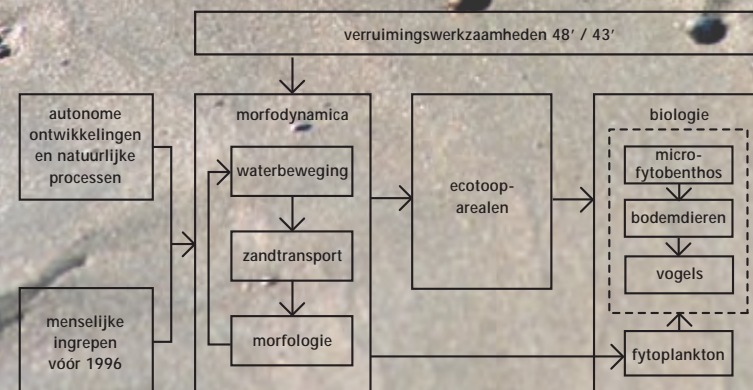 verruimingswerkzaamheden 48' / 43'
autonome
ontwikkelingen
en natuurlijke
processen
menselijke
ingrepen
vóór 1996
morfodynamica
waterbeweging
zandtransport
morfologie
ecotoop-
arealen
biologie
micro-
fytobenthos
bodemdieren
vogels
fytoplankton